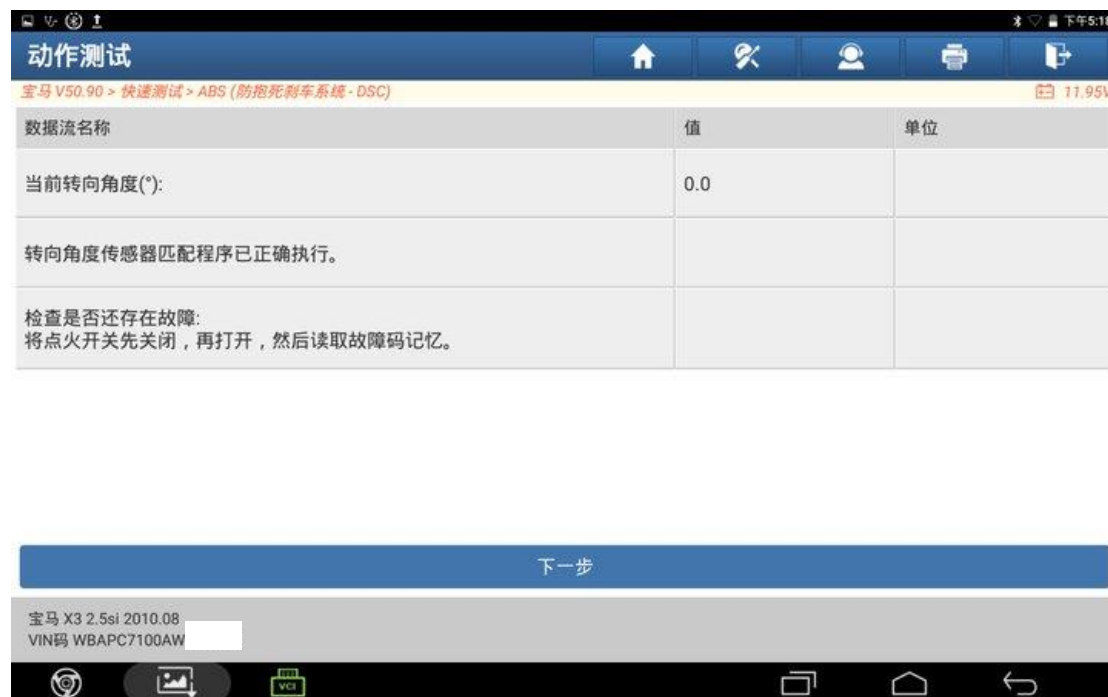 下午5:18
动作测试
宝马 V50.90 > 快速测试 > ABS (防抱死刹车系统 - DSC)
11.95V
数据流名称 值 单位
当前转向角度(°): 0.0
转向角度传感器匹配程序已正确执行。
检查是否还存在故障:
将点火开关先关闭，再打开，然后读取故障码记忆。
下一步
宝马 X3 2.5si 2010.08
VIN码 WBAPC7100AW
VCI